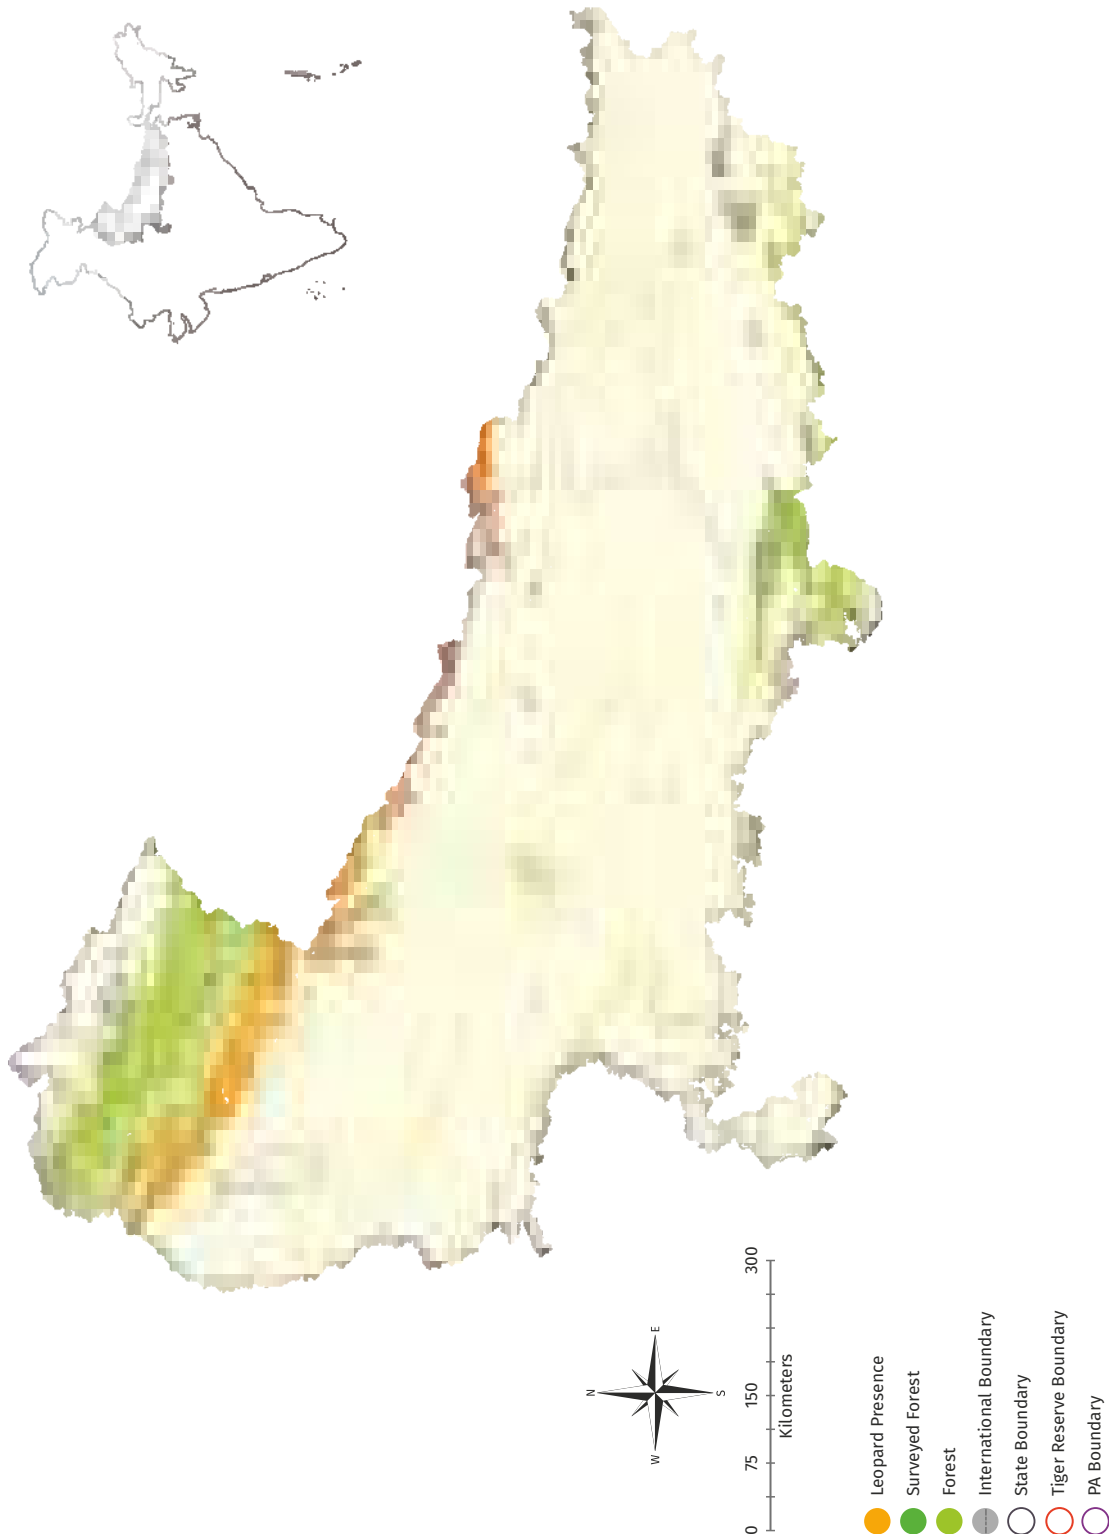 N
W
E
S
0 75 150 300
Kilometers
Leopard Presence
Surveyed Forest
Forest
International Boundary
State Boundary
Tiger Reserve Boundary
PA Boundary